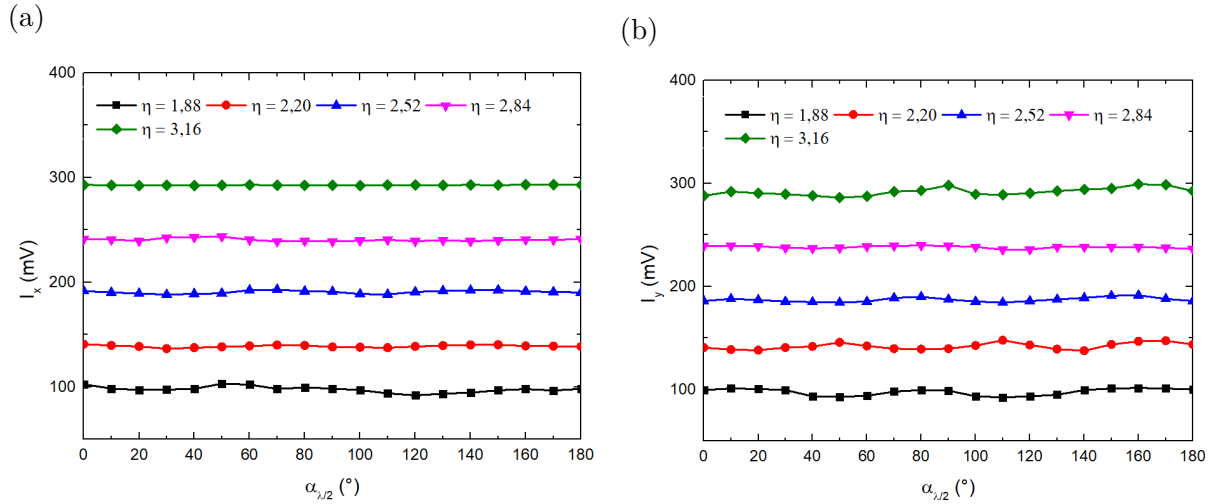 (a)
400
η = 1,88 η = 2,20 η = 2,52 η = 2,84
η = 3,16
300
200
100
I_x (mV)
0 20 40 60 80 100 120 140 160 180
α_λ/2 (°)
(b)
400
η = 1,88 η = 2,20 η = 2,52 η = 2,84
η = 3,16
300
200
100
I_y (mV)
0 20 40 60 80 100 120 140 160 180
α_λ/2 (°)